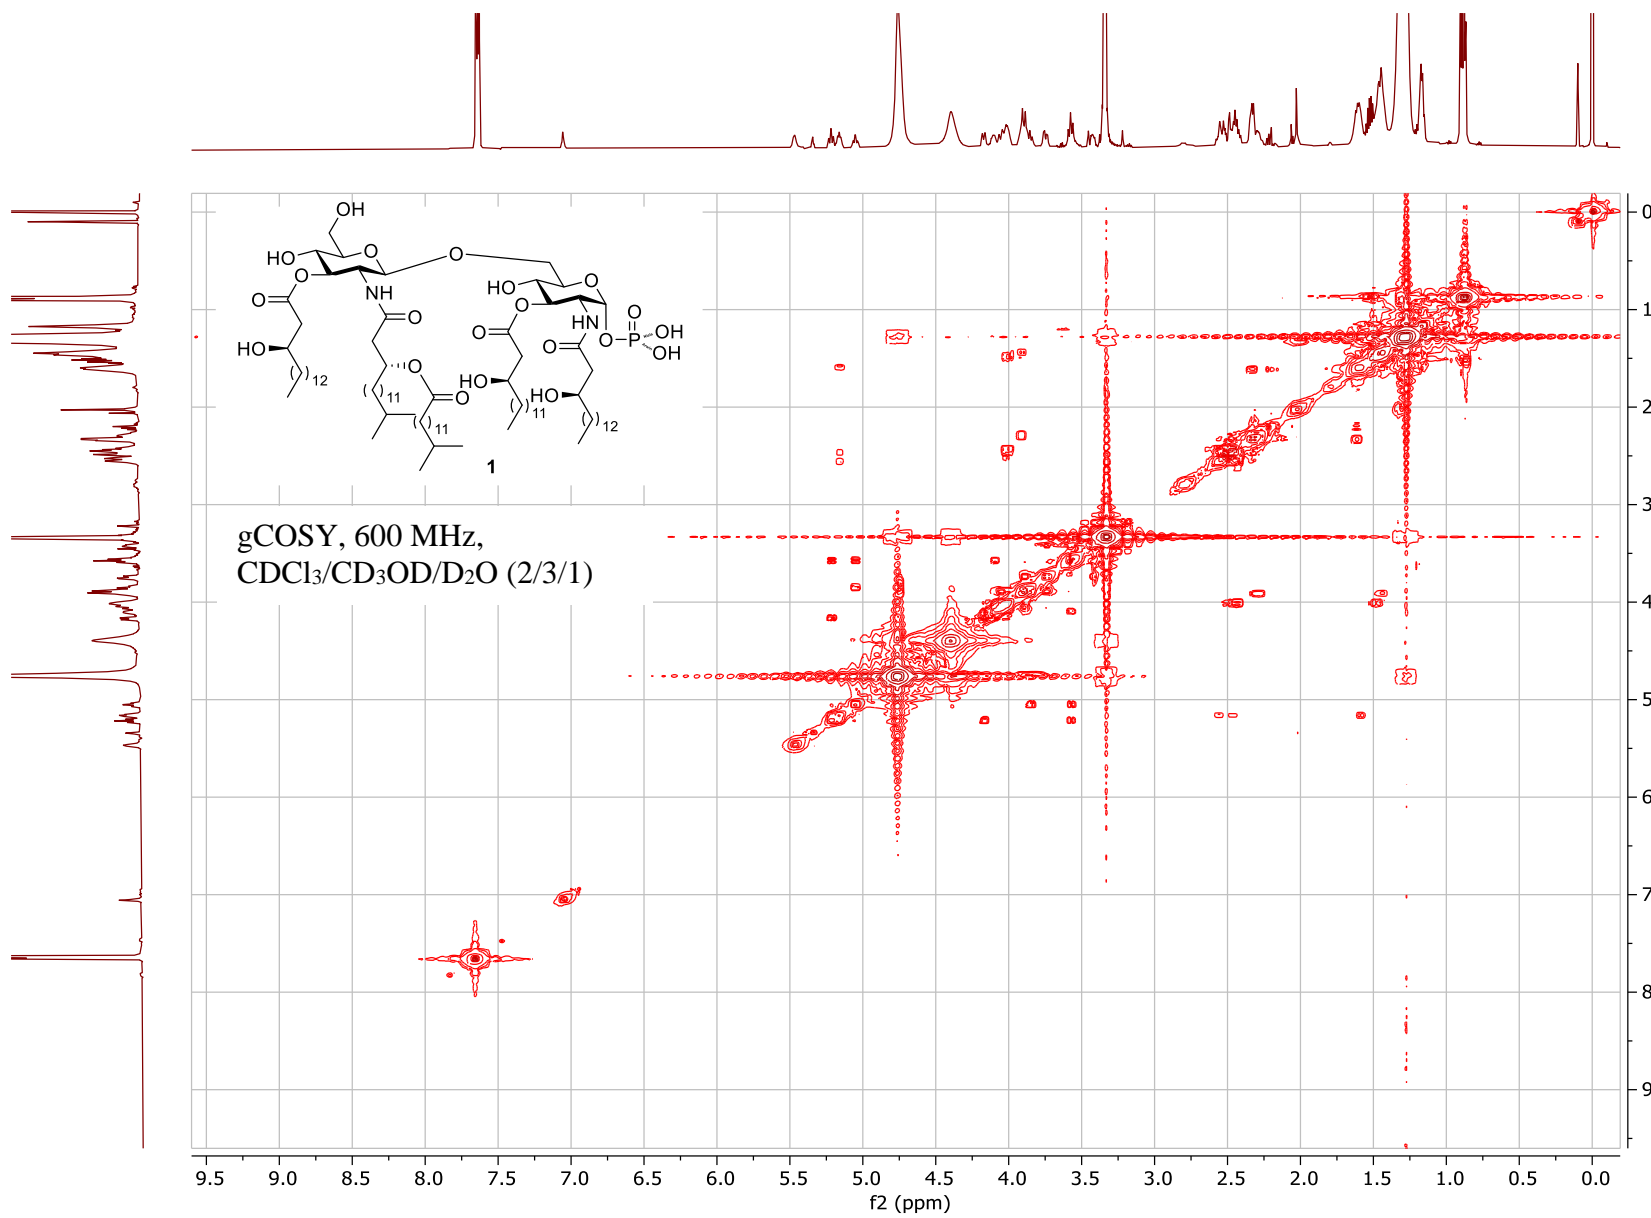 OH
HO
O
O
O
HO
O
O
NH
O
O
HN
P
O
OH
OH
O
O
O
O
HO
HO
HO
O
O
( )12
( )11
( )11
( )11
( )12
1
gCOSY, 600 MHz,
CDCl₃/CD₃OD/D₂O (2/3/1)
0
1
2
3
4
5
6
7
8
9
9.5 9.0 8.5 8.0 7.5 7.0 6.5 6.0 5.5 5.0 4.5 4.0 3.5 3.0 2.5 2.0 1.5 1.0 0.5 0.0
f2 (ppm)